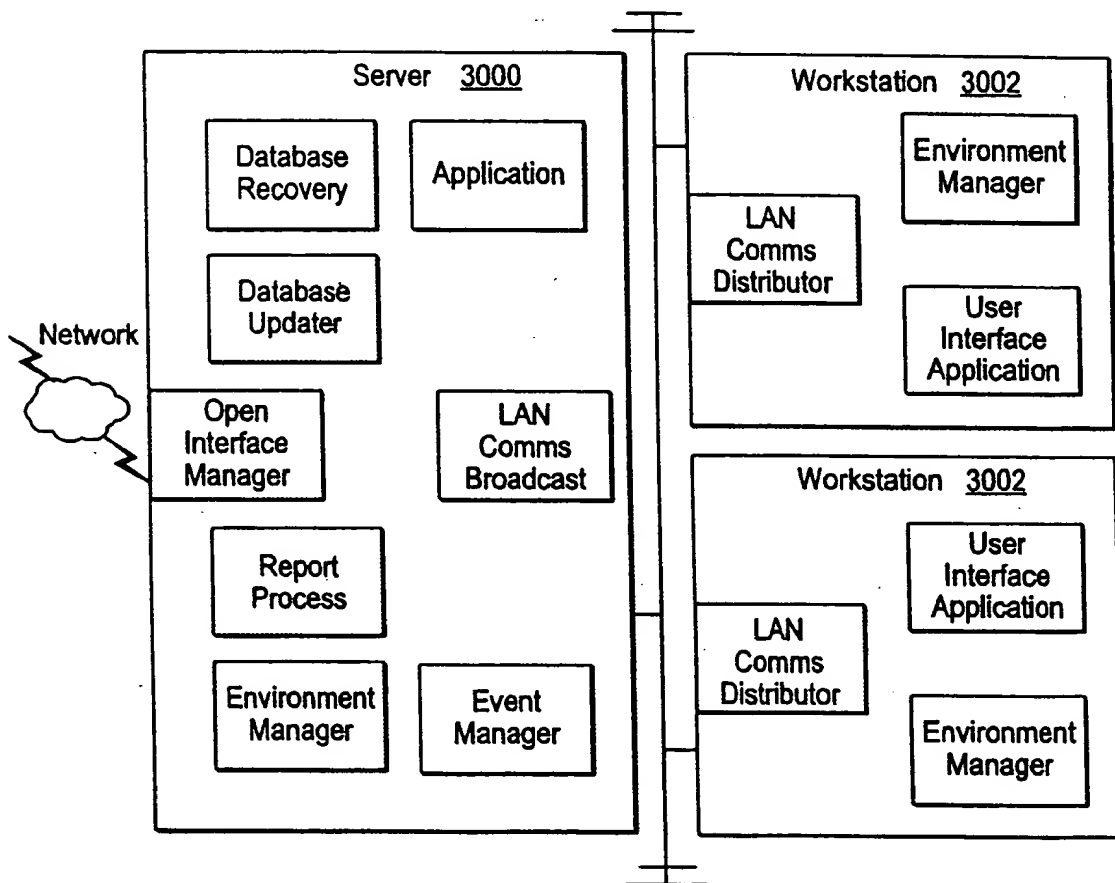 Server 3000
Database
Recovery
Application
Database
Updater
Network
Open
Interface
Manager
LAN
Comms
Broadcast
Report
Process
Environment
Manager
Event
Manager
Workstation 3002
Environment
Manager
LAN
Comms
Distributor
User
Interface
Application
Workstation 3002
User
Interface
Application
LAN
Comms
Distributor
Environment
Manager